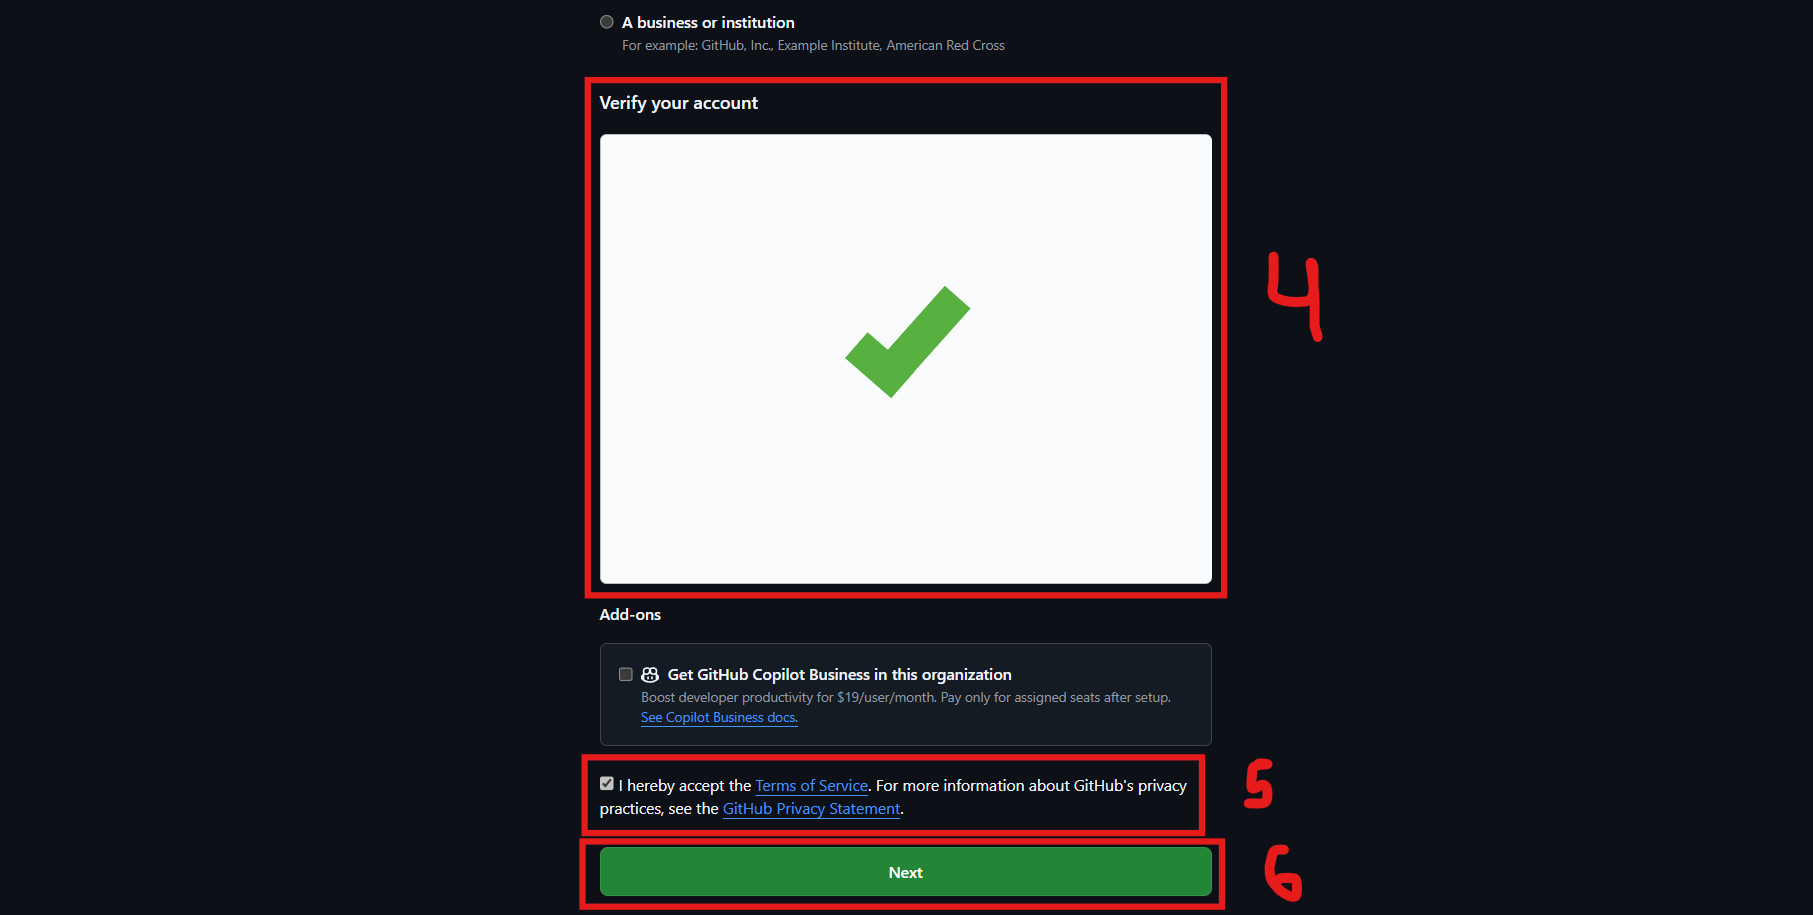 A business or institution
For example: GitHub, Inc., Example Institute, American Red Cross
Verify your account
4
Add-ons
Get GitHub Copilot Business in this organization
Boost developer productivity for $19/user/month. Pay only for assigned seats after setup.
See Copilot Business docs.
I hereby accept the Terms of Service. For more information about GitHub's privacy
practices, see the GitHub Privacy Statement.
5
Next
6